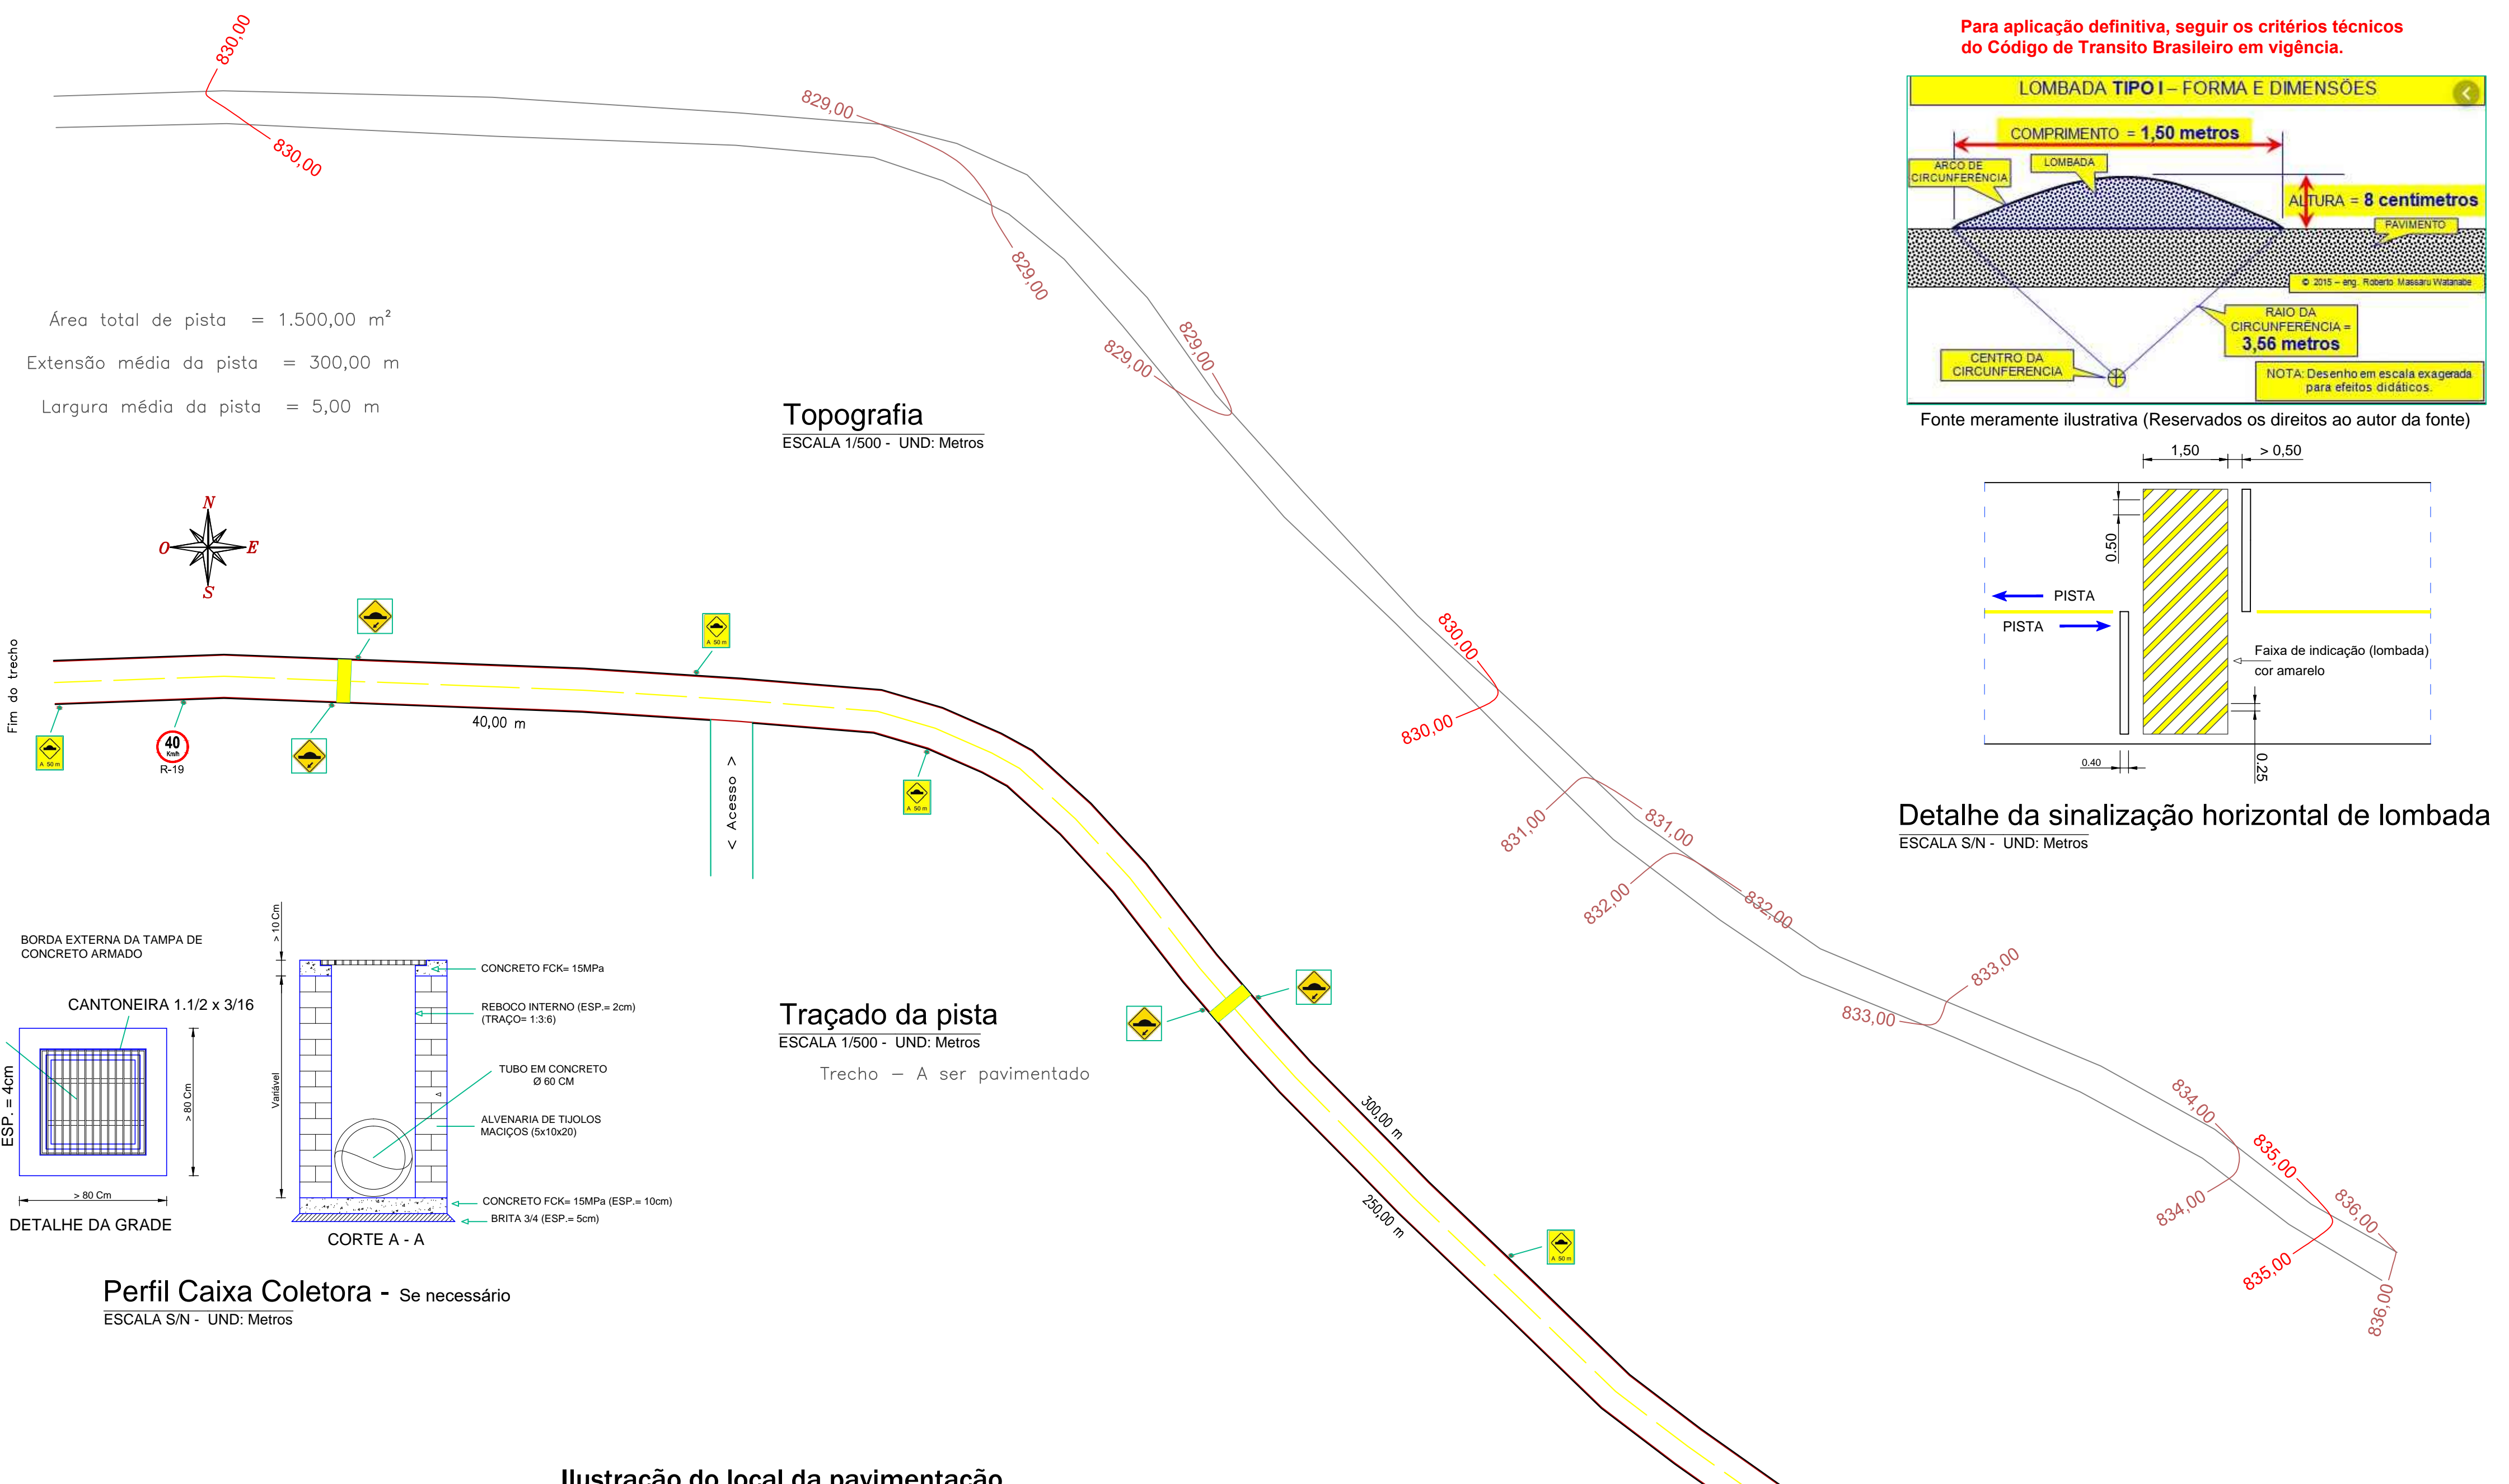 830,00
830,00
829,00
829,00
829,00
829,00
830,00
830,00
831,00
831,00
832,00
832,00
833,00
833,00
834,00
834,00
835,00
835,00
836,00
836,00
Área total de pista = 1.500,00 m²
Extensão média da pista = 300,00 m
Largura média da pista = 5,00 m
Topografia
ESCALA 1/500 - UND: Metros
Para aplicação definitiva, seguir os critérios técnicos
do Código de Transito Brasileiro em vigência.
LOMBADA TIPO I – FORMA E DIMENSÕES
COMPRIMENTO = 1,50 metros
ARCO DE
CIRCUNFERÊNCIA
LOMBADA
ALTURA = 8 centímetros
PAVIMENTO
© 2015 – eng. Roberto Massaru Watanabe
RAIO DA
CIRCUNFERÊNCIA =
3,56 metros
CENTRO DA
CIRCUNFERENCIA
NOTA: Desenho em escala exagerada
para efeitos didáticos.
Fonte meramente ilustrativa (Reservados os direitos ao autor da fonte)
1,50
> 0,50
0.50
PISTA
PISTA
Faixa de indicação (lombada)
cor amarelo
0.40
0.25
Detalhe da sinalização horizontal de lombada
ESCALA S/N - UND: Metros
N
O
E
S
Fim do trecho
A 50 m
40
Km/h
R-19
40,00 m
A 50 m
< Acesso >
A 50 m
Traçado da pista
ESCALA 1/500 - UND: Metros
Trecho - A ser pavimentado
300,00 m
250,00 m
A 50 m
BORDA EXTERNA DA TAMPA DE
CONCRETO ARMADO
CANTONEIRA 1.1/2 x 3/16
ESP. = 4cm
> 80 Cm
> 80 Cm
DETALHE DA GRADE
> 10 Cm
Variável
CONCRETO FCK= 15MPa
REBOCO INTERNO (ESP.= 2cm)
(TRAÇO= 1:3:6)
TUBO EM CONCRETO
Ø 60 CM
ALVENARIA DE TIJOLOS
MACIÇOS (5x10x20)
CONCRETO FCK= 15MPa (ESP.= 10cm)
BRITA 3/4 (ESP.= 5cm)
CORTE A - A
Perfil Caixa Coletora - Se necessário
ESCALA S/N - UND: Metros
Ilustração do local da pavimentação